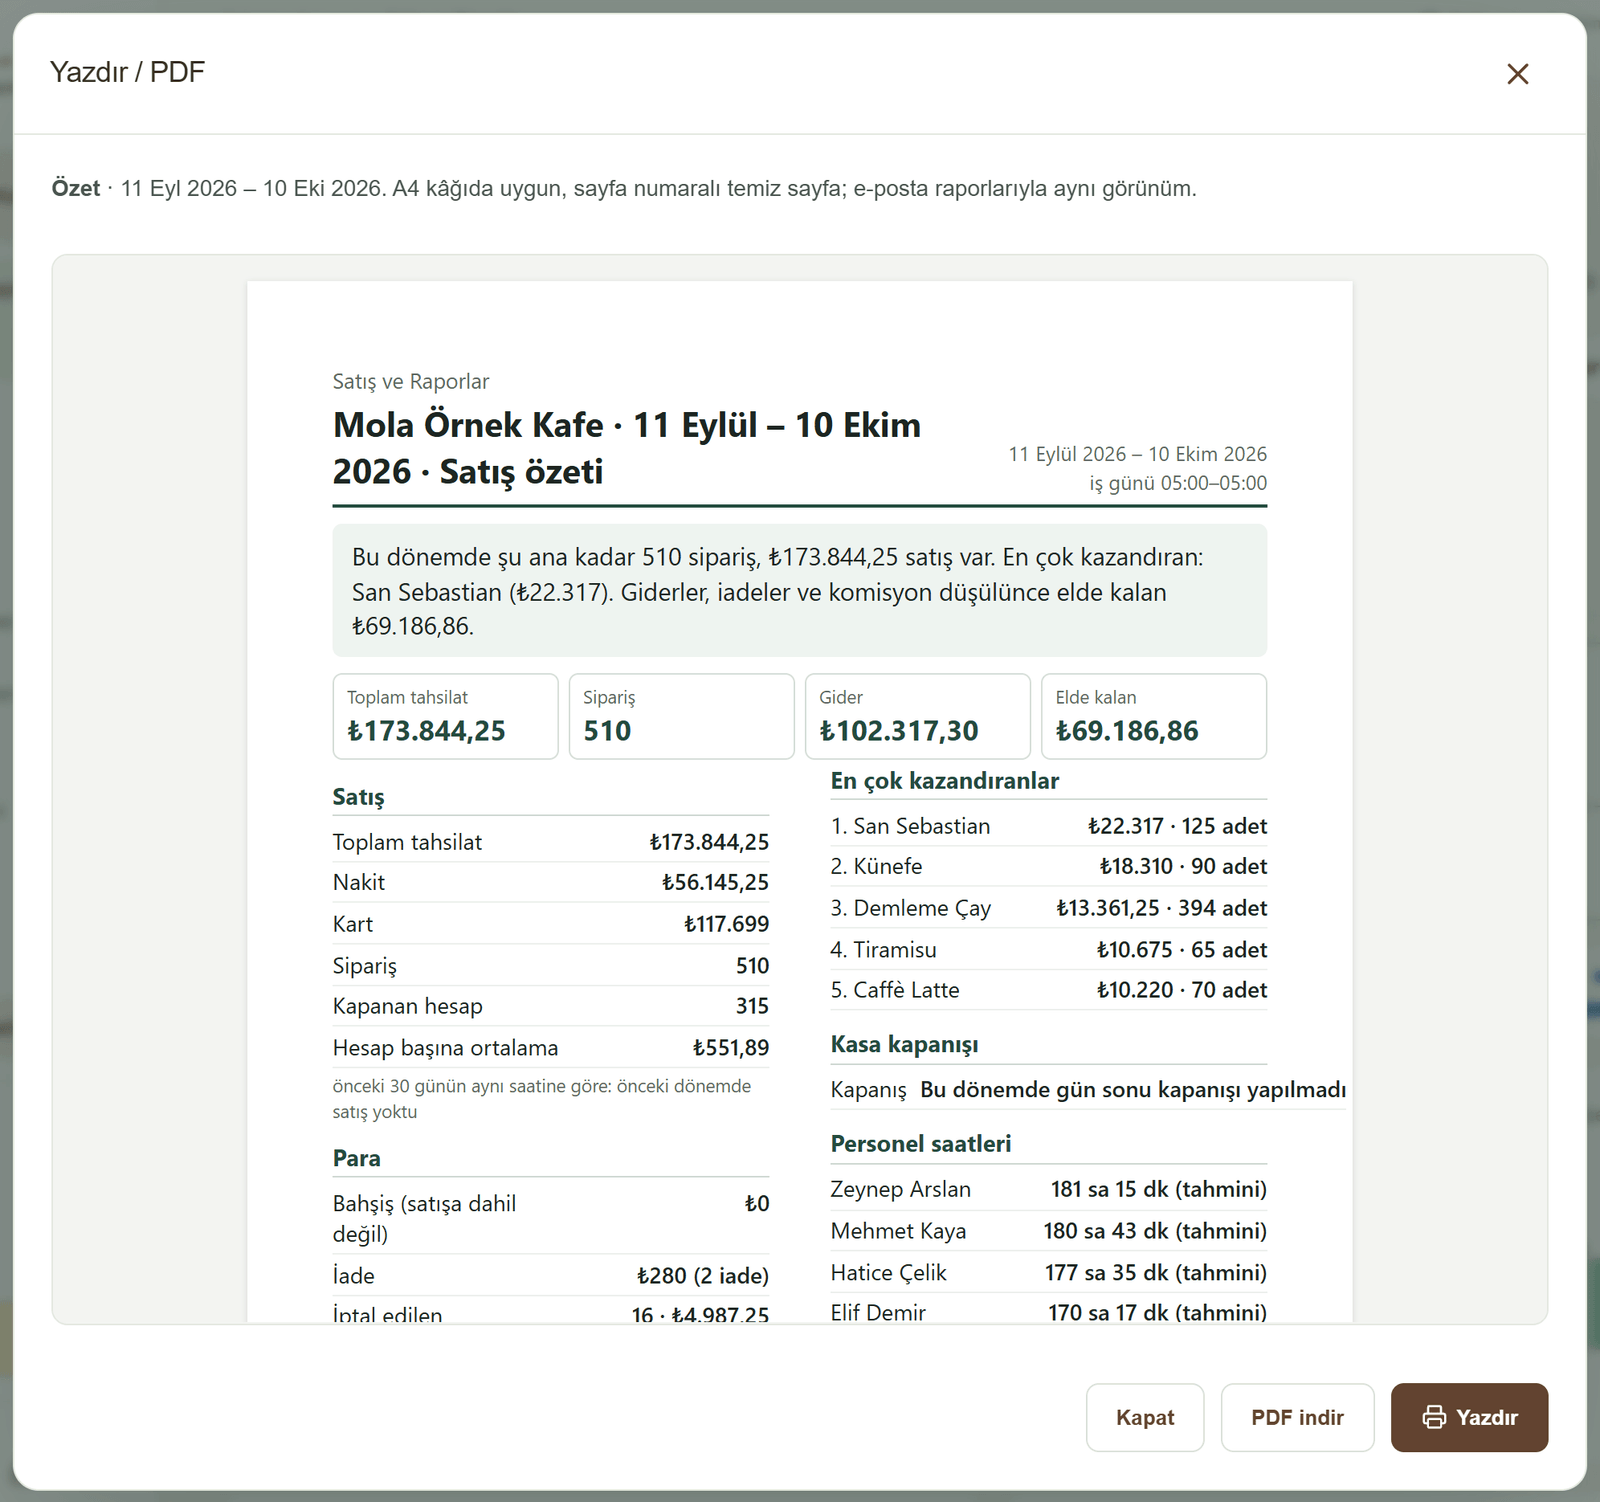 Yazdır / PDF
Özet · 11 Eyl 2026 – 10 Eki 2026. A4 kâğıda uygun, sayfa numaralı temiz sayfa; e-posta raporlarıyla aynı görünüm.
Satış ve Raporlar
Mola Örnek Kafe · 11 Eylül – 10 Ekim
2026 · Satış özeti
11 Eylül 2026 – 10 Ekim 2026
iş günü 05:00–05:00
Bu dönemde şu ana kadar 510 sipariş, ₺173.844,25 satış var. En çok kazandıran:
San Sebastian (₺22.317). Giderler, iadeler ve komisyon düşülünce elde kalan
₺69.186,86.
Toplam tahsilat
₺173.844,25
Sipariş
510
Gider
₺102.317,30
Elde kalan
₺69.186,86
Satış
Toplam tahsilat ₺173.844,25
Nakit ₺56.145,25
Kart ₺117.699
Sipariş 510
Kapanan hesap 315
Hesap başına ortalama ₺551,89
önceki 30 günün aynı saatine göre: önceki dönemde
satış yoktu
Para
Bahşiş (satışa dahil ₺0
değil)
İade ₺280 (2 iade)
İptal edilen 16 · ₺4.987,25
En çok kazandıranlar
1. San Sebastian ₺22.317 · 125 adet
2. Künefe ₺18.310 · 90 adet
3. Demleme Çay ₺13.361,25 · 394 adet
4. Tiramisu ₺10.675 · 65 adet
5. Caffè Latte ₺10.220 · 70 adet
Kasa kapanışı
Kapanış Bu dönemde gün sonu kapanışı yapılmadı
Personel saatleri
Zeynep Arslan 181 sa 15 dk (tahmini)
Mehmet Kaya 180 sa 43 dk (tahmini)
Hatice Çelik 177 sa 35 dk (tahmini)
Elif Demir 170 sa 17 dk (tahmini)
Kapat
PDF indir
Yazdır